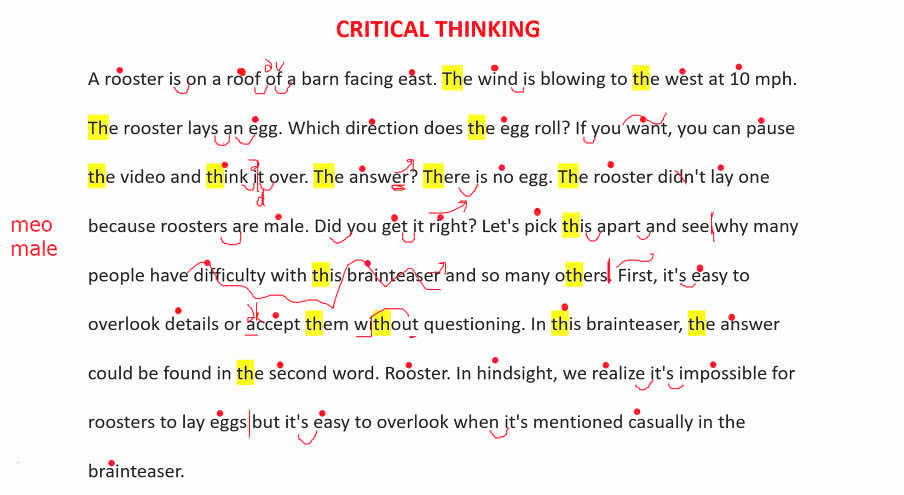 CRITICAL THINKING
A rooster is on a roof of a barn facing east. The wind is blowing to the west at 10 mph.
The rooster lays an egg. Which direction does the egg roll? If you want, you can pause
the video and think it over. The answer? There is no egg. The rooster didn't lay one
because roosters are male. Did you get it right? Let's pick this apart and see why many
meo
male
people have difficulty with this brainteaser and so many others. First, it's easy to
overlook details or accept them without questioning. In this brainteaser, the answer
could be found in the second word. Rooster. In hindsight, we realize it's impossible for
roosters to lay eggs but it's easy to overlook when it's mentioned casually in the
brainteaser.